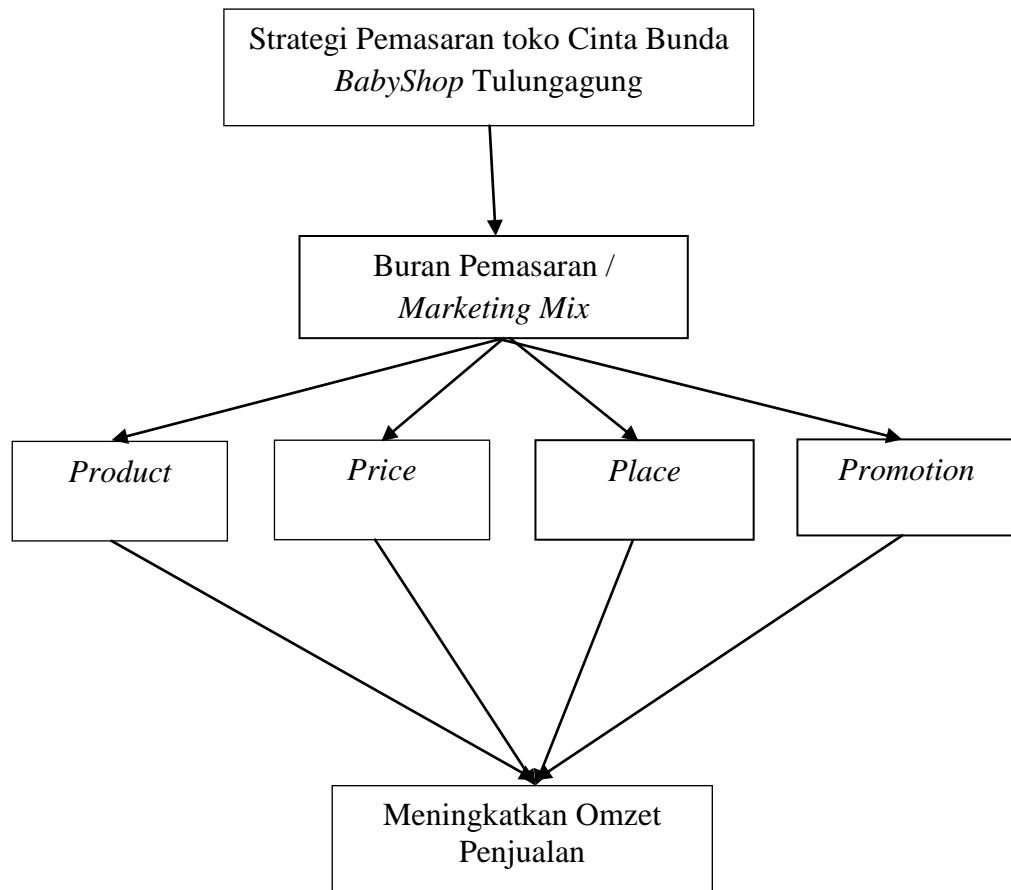 Strategi Pemasaran toko Cinta Bunda
BabyShop Tulungagung
Buran Pemasaran /
Marketing Mix
Product
Price
Place
Promotion
Meningkatkan Omzet
Penjualan